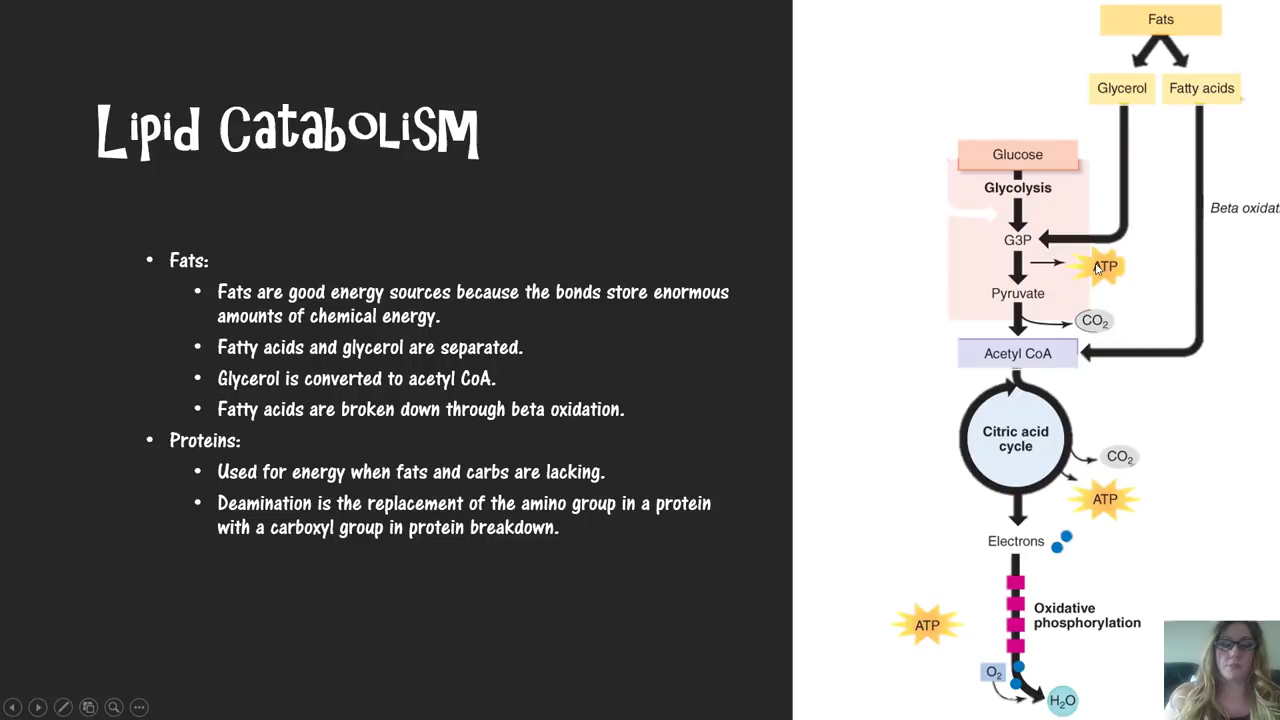 Lipid Catabolism
• Fats:
• Fats are good energy sources because the bonds store enormous
amounts of chemical energy.
• Fatty acids and glycerol are separated.
• Glycerol is converted to acetyl CoA.
• Fatty acids are broken down through beta oxidation.
• Proteins:
• Used for energy when fats and carbs are lacking.
• Deamination is the replacement of the amino group in a protein
with a carboxyl group in protein breakdown.
Fats
Glycerol
Fatty acids
Glucose
Glycolysis
Beta oxidat
G3P
ATP
Pyruvate
CO₂
Acetyl CoA
Citric acid
cycle
CO₂
ATP
Electrons
Oxidative
phosphorylation
ATP
O₂
H₂O